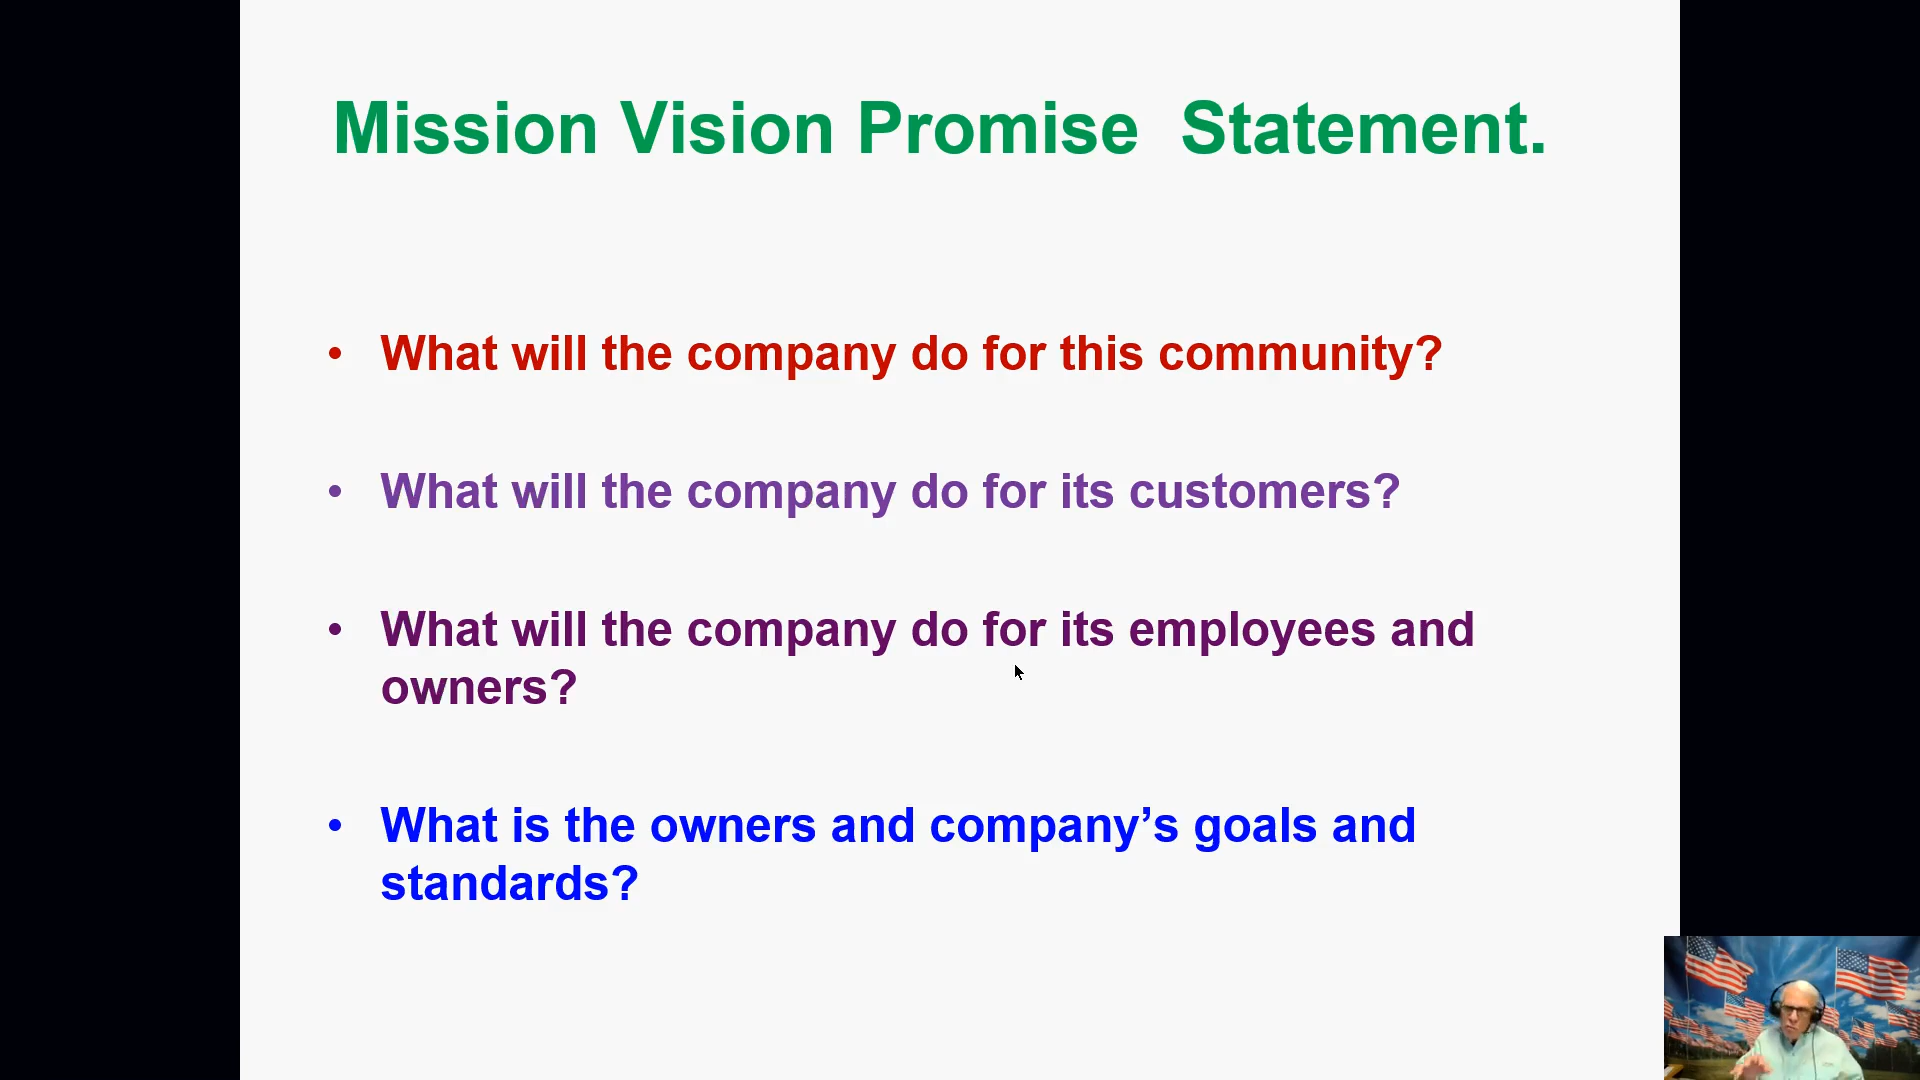 Mission Vision Promise  Statement.
• What will the company do for this community?
• What will the company do for its customers?
• What will the company do for its employees and
owners?
• What is the owners and company’s goals and
standards?